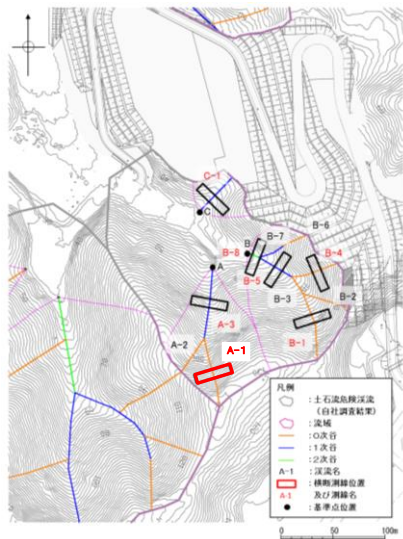 C-1
C
B-7
B-6
B-8
B
B-4
A
B-5
B-3
B-2
A-3
A-2
A-1
B-1
凡例
：土石流危険渓流
（自社調査結果）
：流域
：0次谷
：1次谷
：2次谷
A-1 ：渓流名
：横断測線位置
A-1 及び測線名
：基準点位置
0 50 100m